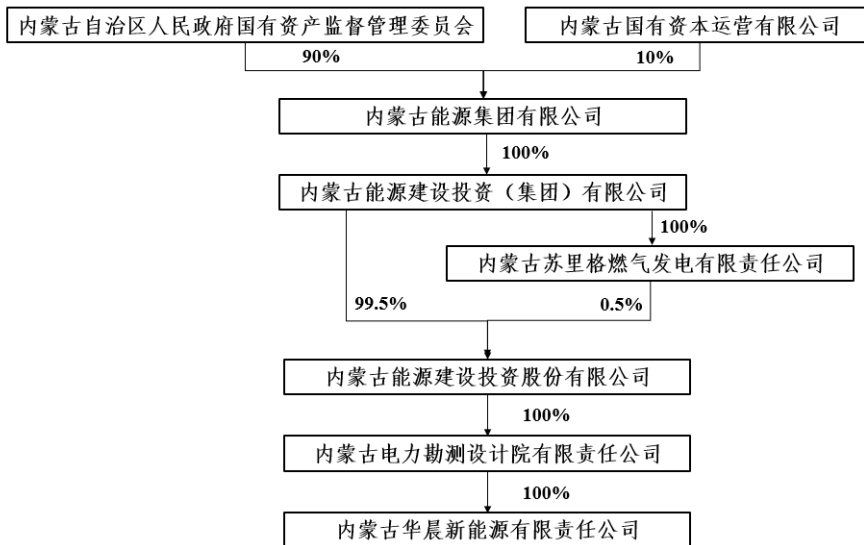 内蒙古自治区人民政府国有资产监督管理委员会
内蒙古国有资本运营有限公司
90%
10%
内蒙古能源集团有限公司
100%
内蒙古能源建设投资（集团）有限公司
100%
内蒙古苏里格燃气发电有限责任公司
99.5%
0.5%
内蒙古能源建设投资股份有限公司
100%
内蒙古电力勘测设计院有限责任公司
100%
内蒙古华晨新能源有限责任公司